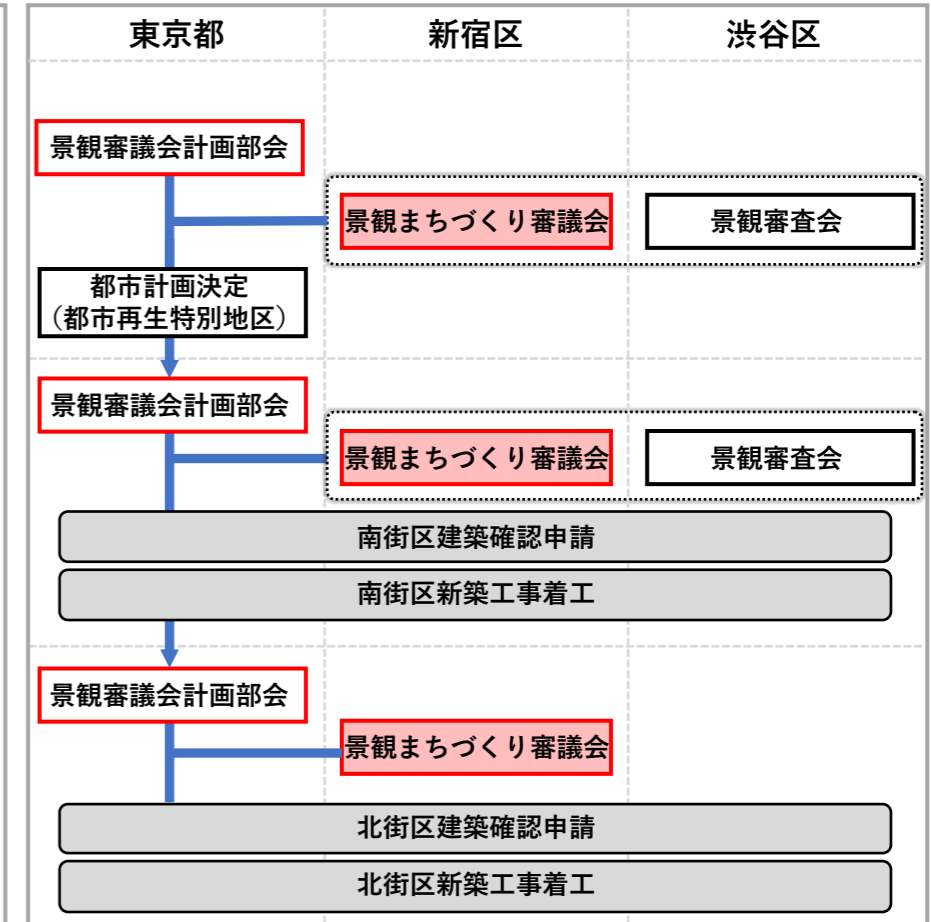 東京都
新宿区
渋谷区
景観審議会計画部会
景観まちづくり審議会
景観審査会
都市計画決定
（都市再生特別地区）
景観審議会計画部会
景観まちづくり審議会
景観審査会
南街区建築確認申請
南街区新築工事着工
景観審議会計画部会
景観まちづくり審議会
北街区建築確認申請
北街区新築工事着工